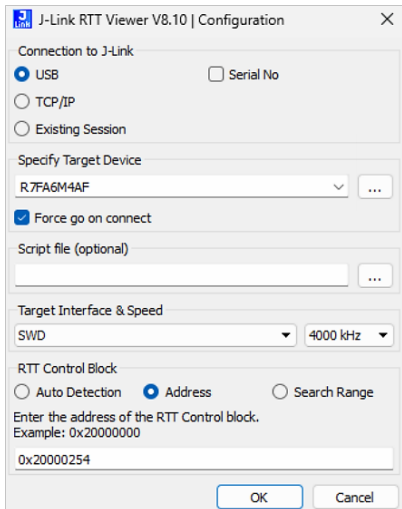 J-Link RTT Viewer V8.10 | Configuration
Connection to J-Link
USB
Serial No
TCP/IP
Existing Session
Specify Target Device
R7FA6M4AF
...
Force go on connect
Script file (optional)
...
Target Interface & Speed
SWD
4000 kHz
RTT Control Block
Auto Detection
Address
Search Range
Enter the address of the RTT Control block.
Example: 0x20000000
0x20000254
OK
Cancel